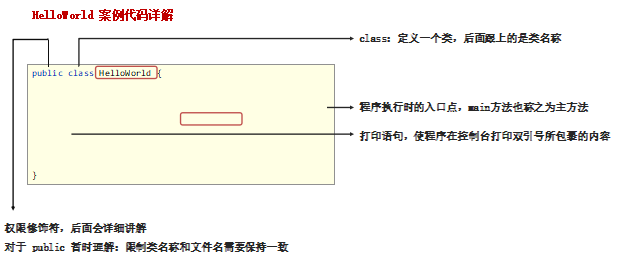 HelloWorld 案例代码详解
class：定义一个类，后面跟上的是类名称
public class HelloWorld {
程序执行时的入口点，main方法也称之为主方法
打印语句，使程序在控制台打印双引号所包裹的内容
}
权限修饰符，后面会详细讲解
对于 public 暂时理解：限制类名称和文件名需要保持一致